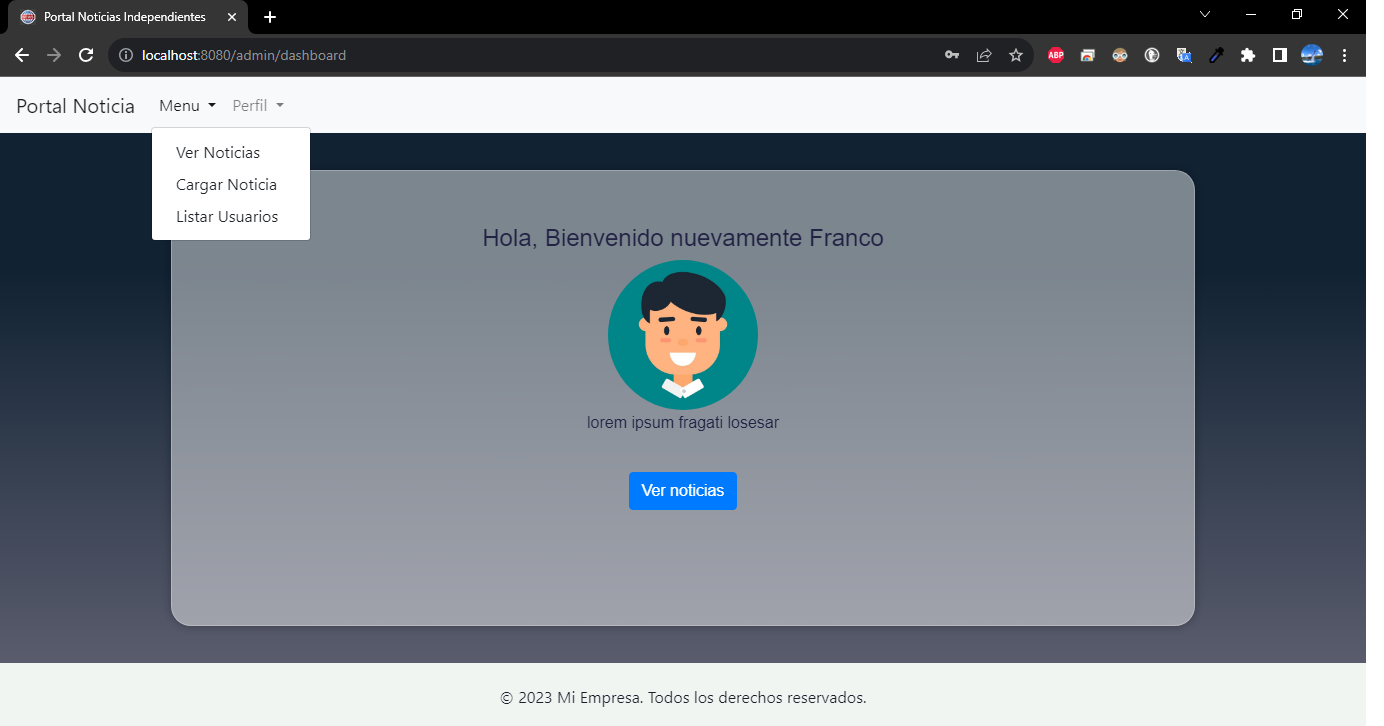 Portal Noticias Independientes
localhost:8080/admin/dashboard
ABP
Portal Noticia Menu Perfil
Ver Noticias
Cargar Noticia
Listar Usuarios
Hola, Bienvenido nuevamente Franco
lorem ipsum fragati losesar
Ver noticias
© 2023 Mi Empresa. Todos los derechos reservados.